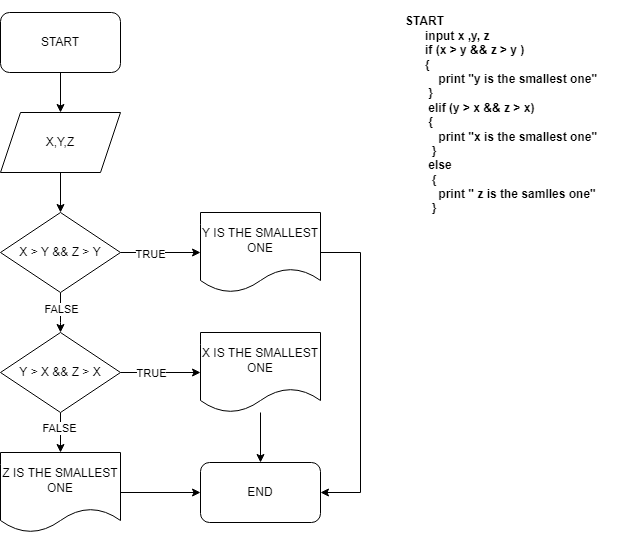 START
X,Y,Z
X > Y && Z > Y
TRUE
Y IS THE SMALLEST
ONE
FALSE
Y > X && Z > X
TRUE
X IS THE SMALLEST
ONE
FALSE
Z IS THE SMALLEST
ONE
END
START
input x ,y, z
if (x > y && z > y )
{
print "y is the smallest one"
}
elif (y > x && z > x)
{
print "x is the smallest one"
}
else
{
print " z is the samlles one"
}